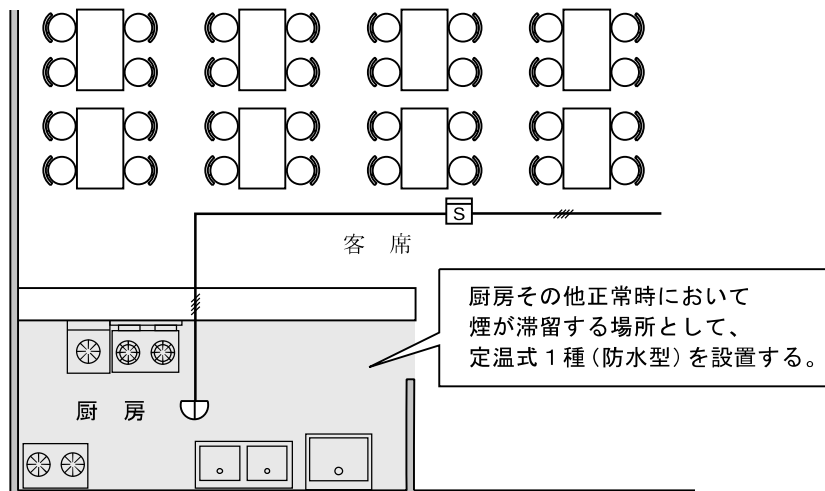 S
客 席
厨房その他正常時において
煙が滞留する場所として、
定温式1種(防水型)を設置する。
厨 房